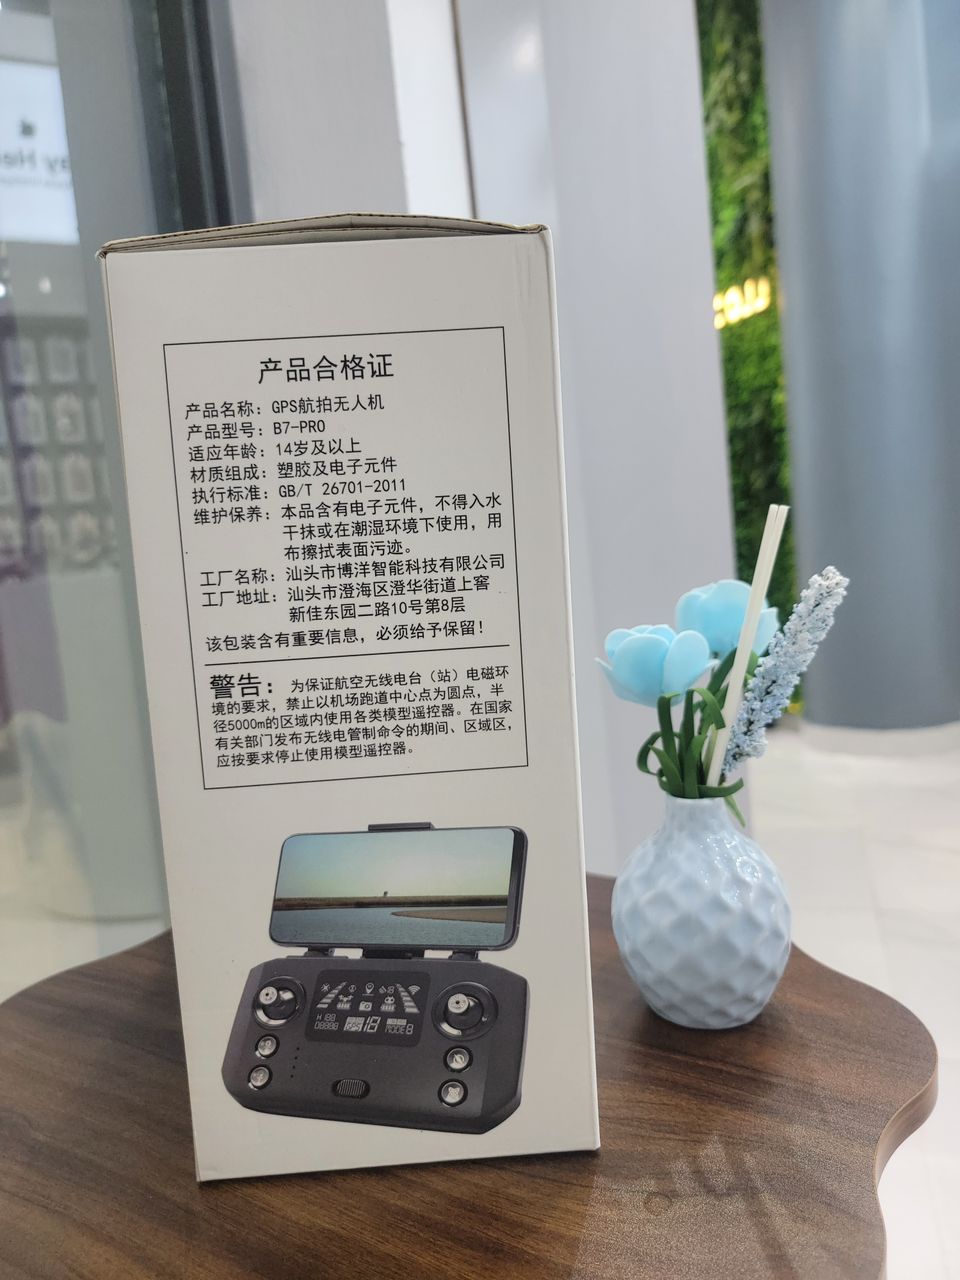 产品合格证
产品名称：GPS航拍无人机
产品型号：B7-PRO
适应年龄：14岁及以上
材质组成：塑胶及电子元件
执行标准：GB/T 26701-2011
维护保养：本品含有电子元件，不得入水
干抹或在潮湿环境下使用，用
布擦拭表面污迹。
工厂名称：汕头市博洋智能科技有限公司
工厂地址：汕头市澄海区澄华街道上窖
新佳东园二路10号第8层
该包装含有重要信息，必须给予保留！
警告：为保证航空无线电台（站）电磁环
境的要求，禁止以机场跑道中心点为圆点，半
径5000m的区域内使用各类模型遥控器。在国家
有关部门发布无线电管制命令的期间、区域区，
应按要求停止使用模型遥控器。
H 188
D8888
GPS 18
MODE 8